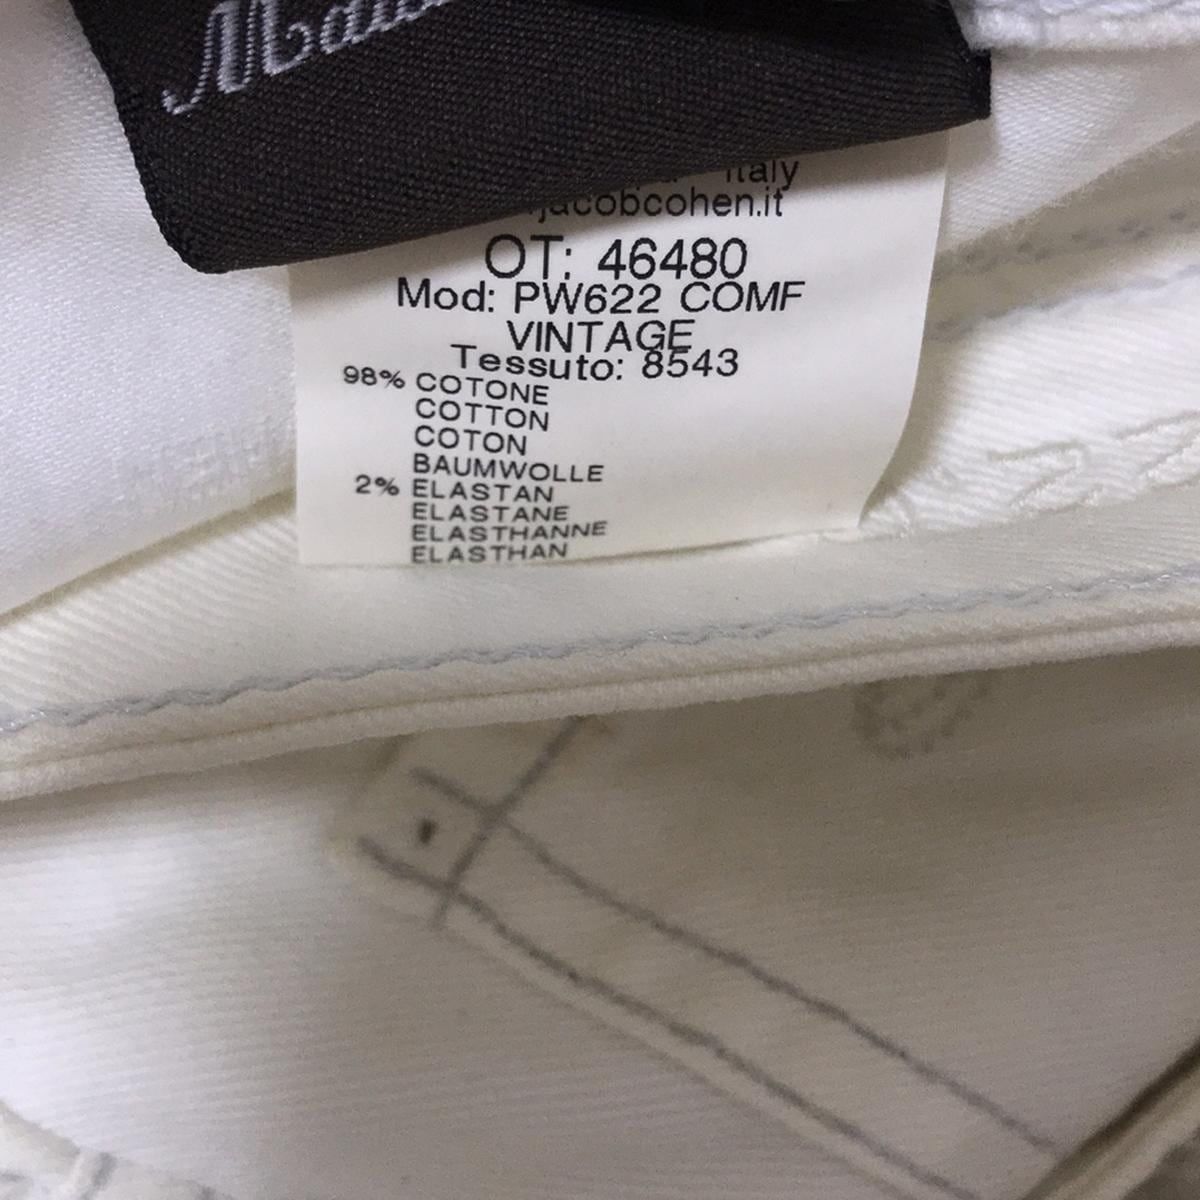 Italy
jacobcohen.it
OT: 46480
Mod: PW622 COMF
VINTAGE
Tessuto: 8543
98% COTONE
COTTON
COTON
BAUMWOLLE
2% ELASTAN
ELASTANE
ELASTHANNE
ELASTHAN